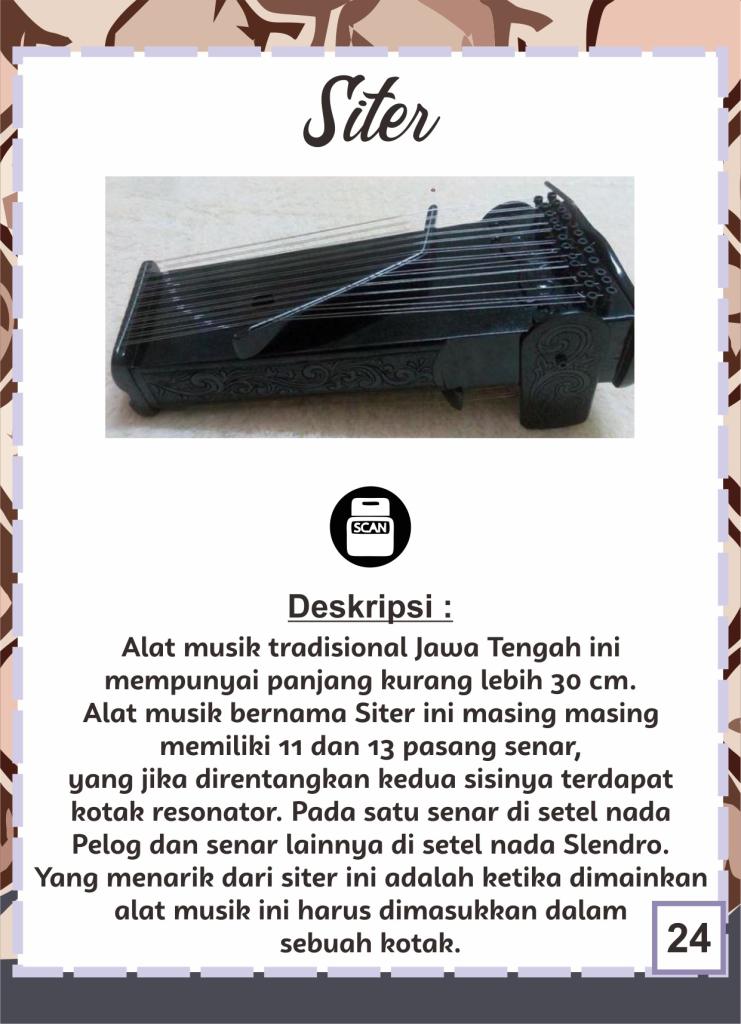 Siter
SCAN
Deskripsi :
Alat musik tradisional Jawa Tengah ini
mempunyai panjang kurang lebih 30 cm.
Alat musik bernama Siter ini masing masing
memiliki 11 dan 13 pasang senar,
yang jika direntangkan kedua sisinya terdapat
kotak resonator. Pada satu senar di setel nada
Pelog dan senar lainnya di setel nada Slendro.
Yang menarik dari siter ini adalah ketika dimainkan
alat musik ini harus dimasukkan dalam
sebuah kotak.
24